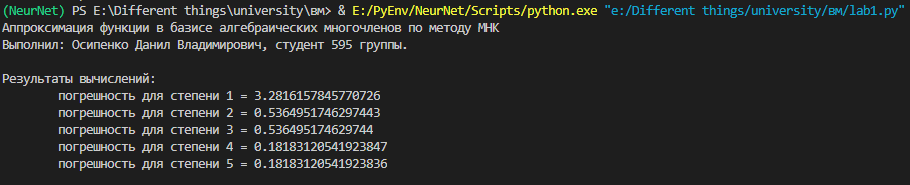 (NeurNet) PS E:\Different things\university\вм> & E:/PyEnv/NeurNet/Scripts/python.exe "e:/Different things/university/вм/lab1.py"
Аппроксимация функции в базисе алгебраических многочленов по методу МНК
Выполнил: Осипенко Данил Владимирович, студент 595 группы.
Результаты вычислений:
погрешность для степени 1 = 3.2816157845770726
погрешность для степени 2 = 0.5364951746297443
погрешность для степени 3 = 0.53649517462974​4
погрешность для степени 4 = 0.18183120541923847
погрешность для степени 5 = 0.18183120541923836